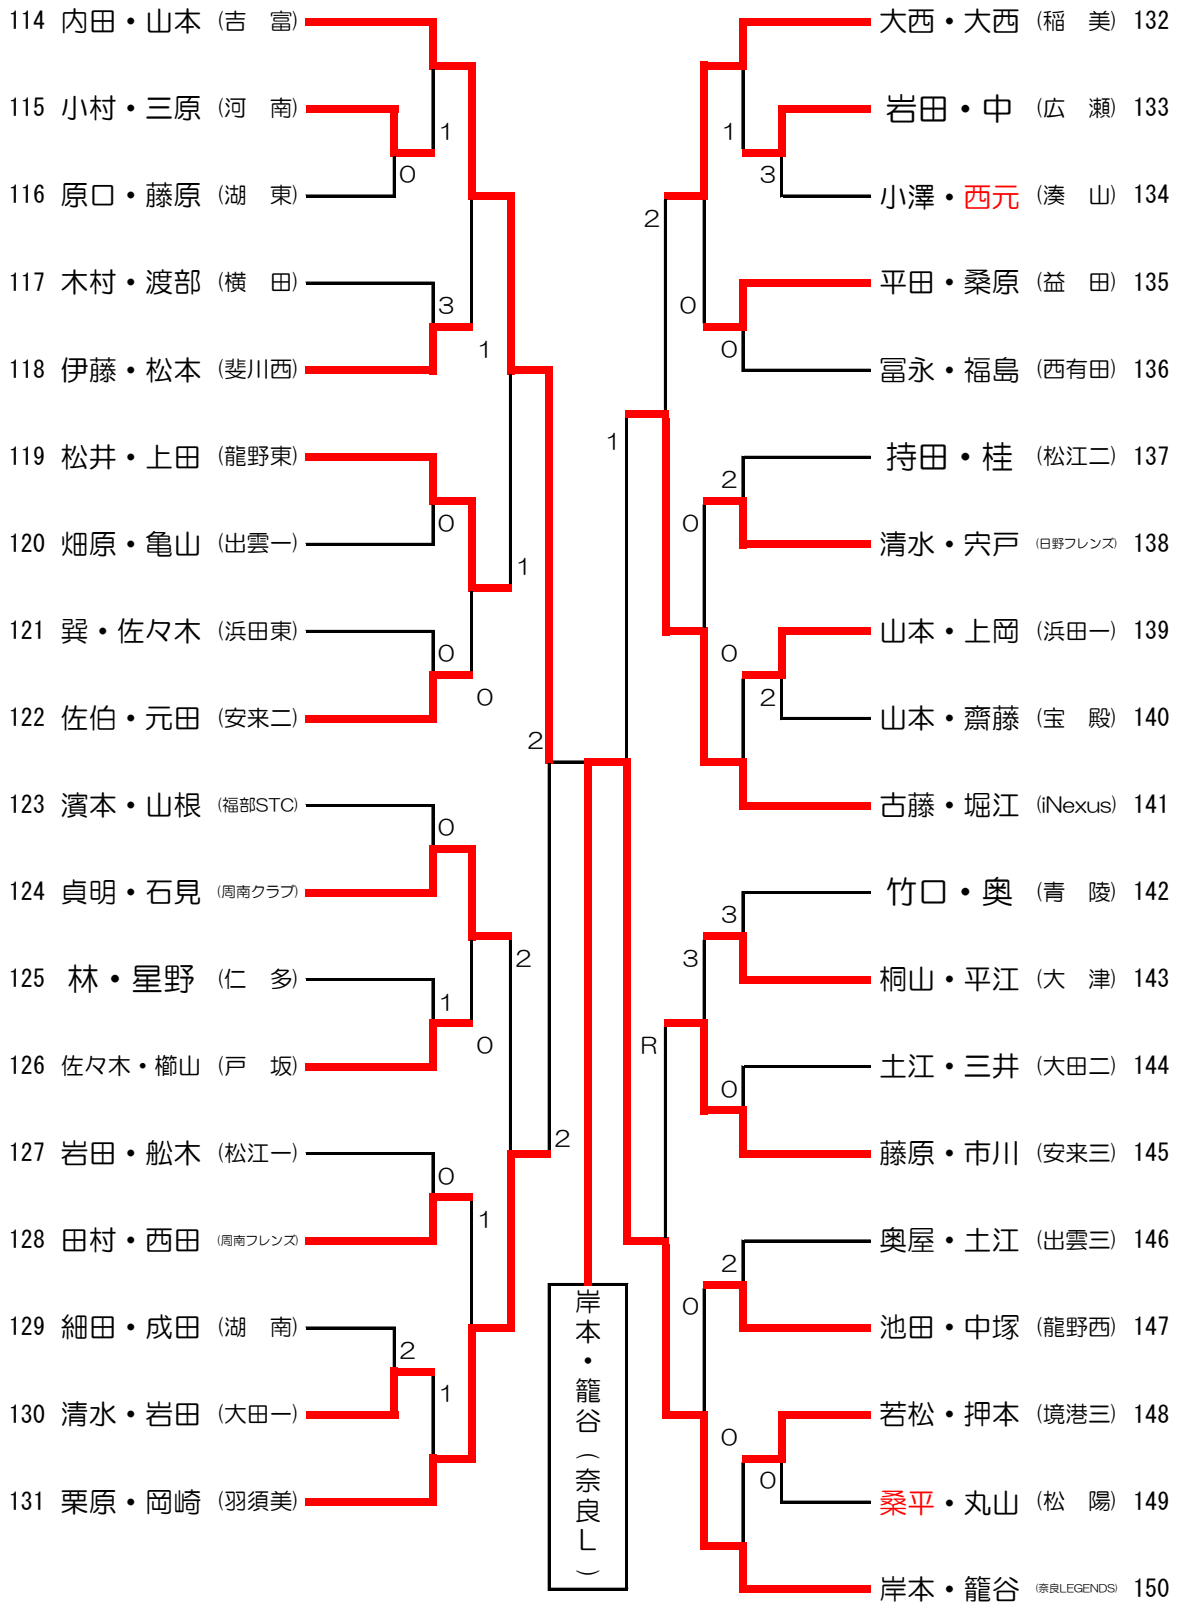 114 内田・山本 (吉　富)
115 小村・三原 (河　南)
116 原口・藤原 (湖　東)
117 木村・渡部 (横　田)
118 伊藤・松本 (斐川西)
119 松井・上田 (龍野東)
120 畑原・亀山 (出雲一)
121 巽・佐々木 (浜田東)
122 佐伯・元田 (安来二)
123 濱本・山根 (福部STC)
124 貞明・石見 (周南クラブ)
125 林・星野 (仁　多)
126 佐々木・櫛山 (戸　坂)
127 岩田・舩木 (松江一)
128 田村・西田 (周南フレンズ)
129 細田・成田 (湖　南)
130 清水・岩田 (大田一)
131 栗原・岡崎 (羽須美)
1
0
3
1
0
1
0
0
2
0
2
1
0
2
0
1
2
1
岸本・籠谷（奈良L）
大西・大西 (稲　美) 132
岩田・中 (広　瀬) 133
小澤・西元 (湊　山) 134
平田・桑原 (益　田) 135
冨永・福島 (西有田) 136
持田・桂 (松江二) 137
清水・宍戸 (日野フレンズ) 138
山本・上岡 (浜田一) 139
山本・齋藤 (宝　殿) 140
古藤・堀江 (iNexus) 141
竹口・奥 (青　陵) 142
桐山・平江 (大　津) 143
土江・三井 (大田二) 144
藤原・市川 (安来三) 145
奥屋・土江 (出雲三) 146
池田・中塚 (龍野西) 147
若松・押本 (境港三) 148
桑平・丸山 (松　陽) 149
岸本・籠谷 (奈良LEGENDS) 150
1
3
2
0
0
1
2
0
0
2
3
3
R
0
2
0
0
0